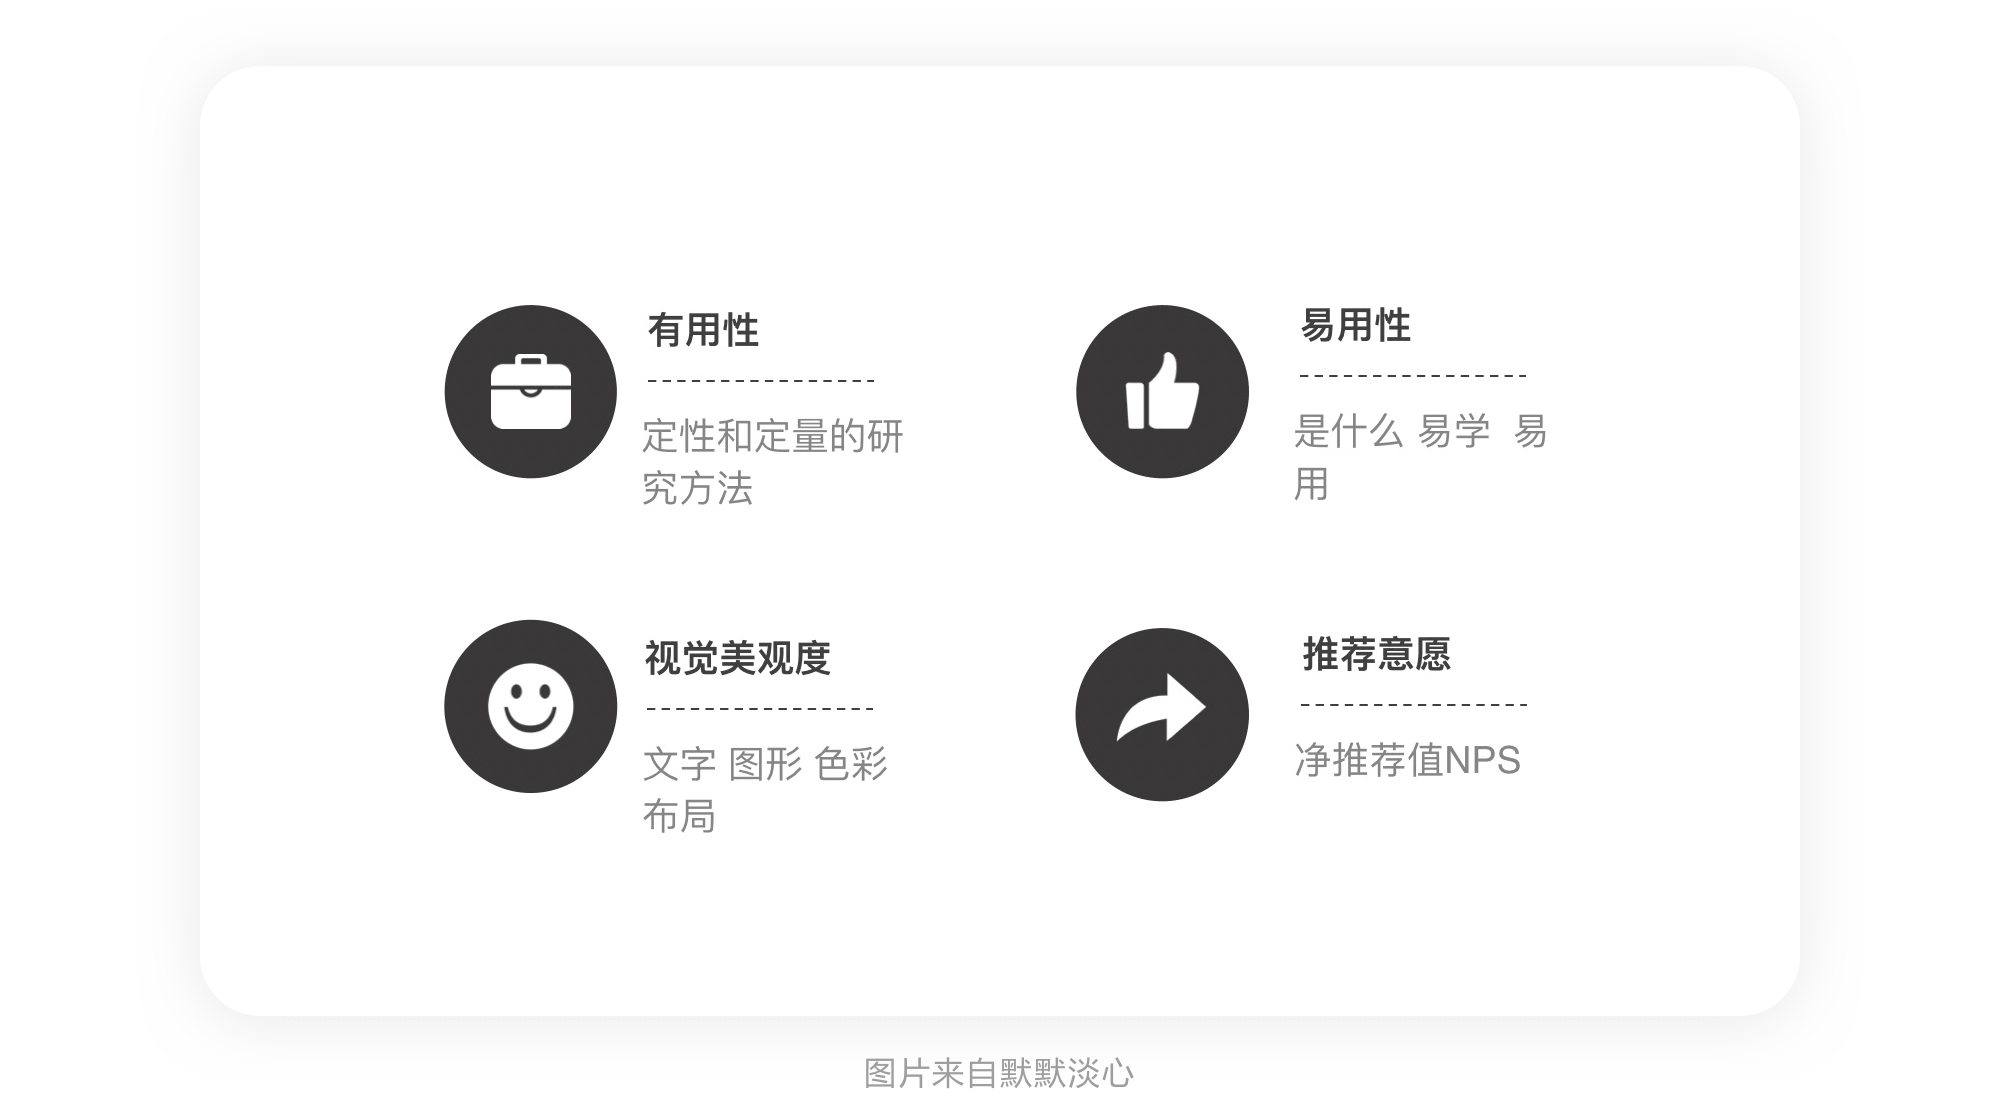 有用性
定性和定量的研
究方法
易用性
是什么 易学 易
用
视觉美观度
文字 图形 色彩
布局
推荐意愿
净推荐值NPS
图片来自默默淡心